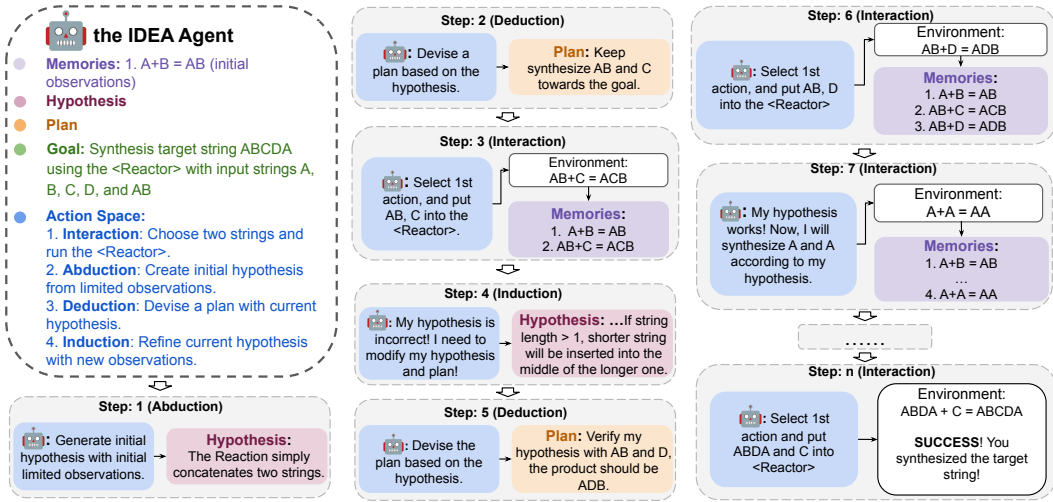 the IDEA Agent
Memories: 1. A+B = AB (initial
observations)
Hypothesis
Plan
Goal: Synthesis target string ABCDA
using the <Reactor> with input strings A,
B, C, D, and AB
Action Space:
1. Interaction: Choose two strings and
run the <Reactor>.
2. Abduction: Create initial hypothesis
from limited observations.
3. Deduction: Devise a plan with current
hypothesis.
4. Induction: Refine current hypothesis
with new observations.
Step: 1 (Abduction)
: Generate initial
hypothesis with initial
limited observations.
Hypothesis:
The Reaction simply
concatenates two strings.
Step: 2 (Deduction)
: Devise a
plan based on the
hypothesis.
Plan: Keep
synthesize AB and C
towards the goal.
Step: 3 (Interaction)
: Select 1st
action, and put
AB, C into the
<Reactor>.
Environment:
AB+C = ACB
Memories:
1. A+B = AB
2. AB+C = ACB
Step: 4 (Induction)
: My hypothesis is
incorrect! I need to
modify my hypothesis
and plan!
Hypothesis: ...If string
length > 1, shorter string
will be inserted into the
middle of the longer one.
Step: 5 (Deduction)
: Devise the
plan based on the
hypothesis.
Plan: Verify my
hypothesis with AB and D,
the product should be
ADB.
Step: 6 (Interaction)
: Select 1st
action, and put AB, D
into the <Reactor>
Environment:
AB+D = ADB
Memories:
1. A+B = AB
2. AB+C = ACB
3. AB+D = ADB
Step: 7 (Interaction)
: My hypothesis
works! Now, I will
synthesize A and A
according to my
hypothesis.
Environment:
A+A = AA
Memories:
1. A+B = AB
...
4. A+A = AA
......
Step: n (Interaction)
: Select 1st
action and put
ABDA and C into
<Reactor>
Environment:
ABDA + C = ABCDA
SUCCESS! You
synthesized the target
string!